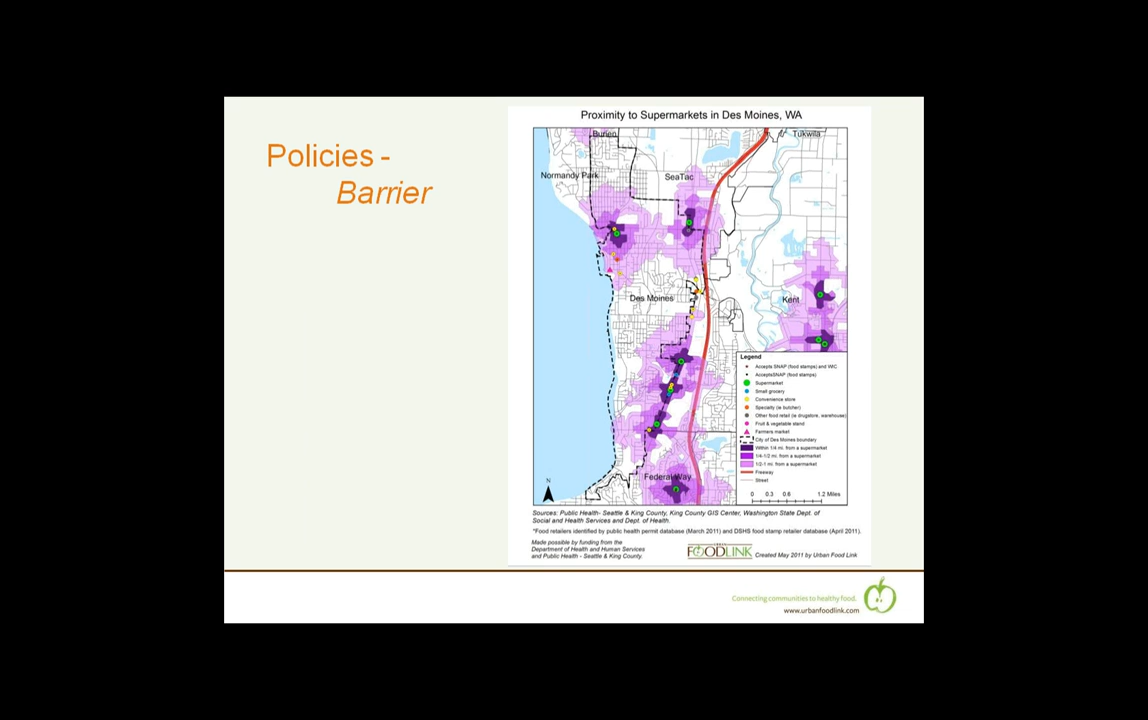 Policies -
Barrier
Proximity to Supermarkets in Des Moines, WA
Burien
Tukwila
Normandy Park
SeaTac
Des Moines
Kent
Federal Way
N
Legend
Accepts SNAP (food stamps) and WIC
AcceptsSNAP (food stamps)
Supermarket
Small grocery
Convenience store
Specialty (ie butcher)
Other food retail (ie drugstore, warehouse)
Fruit & vegetable stand
Farmers market
City of Des Moines boundary
Within 1/4 mi. from a supermarket
1/4-1/2 mi. from a supermarket
1/2-1 mi. from a supermarket
Freeway
Street
0 0.3 0.6 1.2 Miles
Sources: Public Health- Seattle & King County, King County GIS Center, Washington State Dept. of
Social and Health Services and Dept. of Health.
*Food retailers identified by public health permit database (March 2011) and DSHS food stamp retailer database (April 2011).
Made possible by funding from the
Department of Health and Human Services
and Public Health - Seattle & King County
FOODLINK
Created May 2011 by Urban Food Link
Connecting communities to healthy food.
www.urbanfoodlink.com